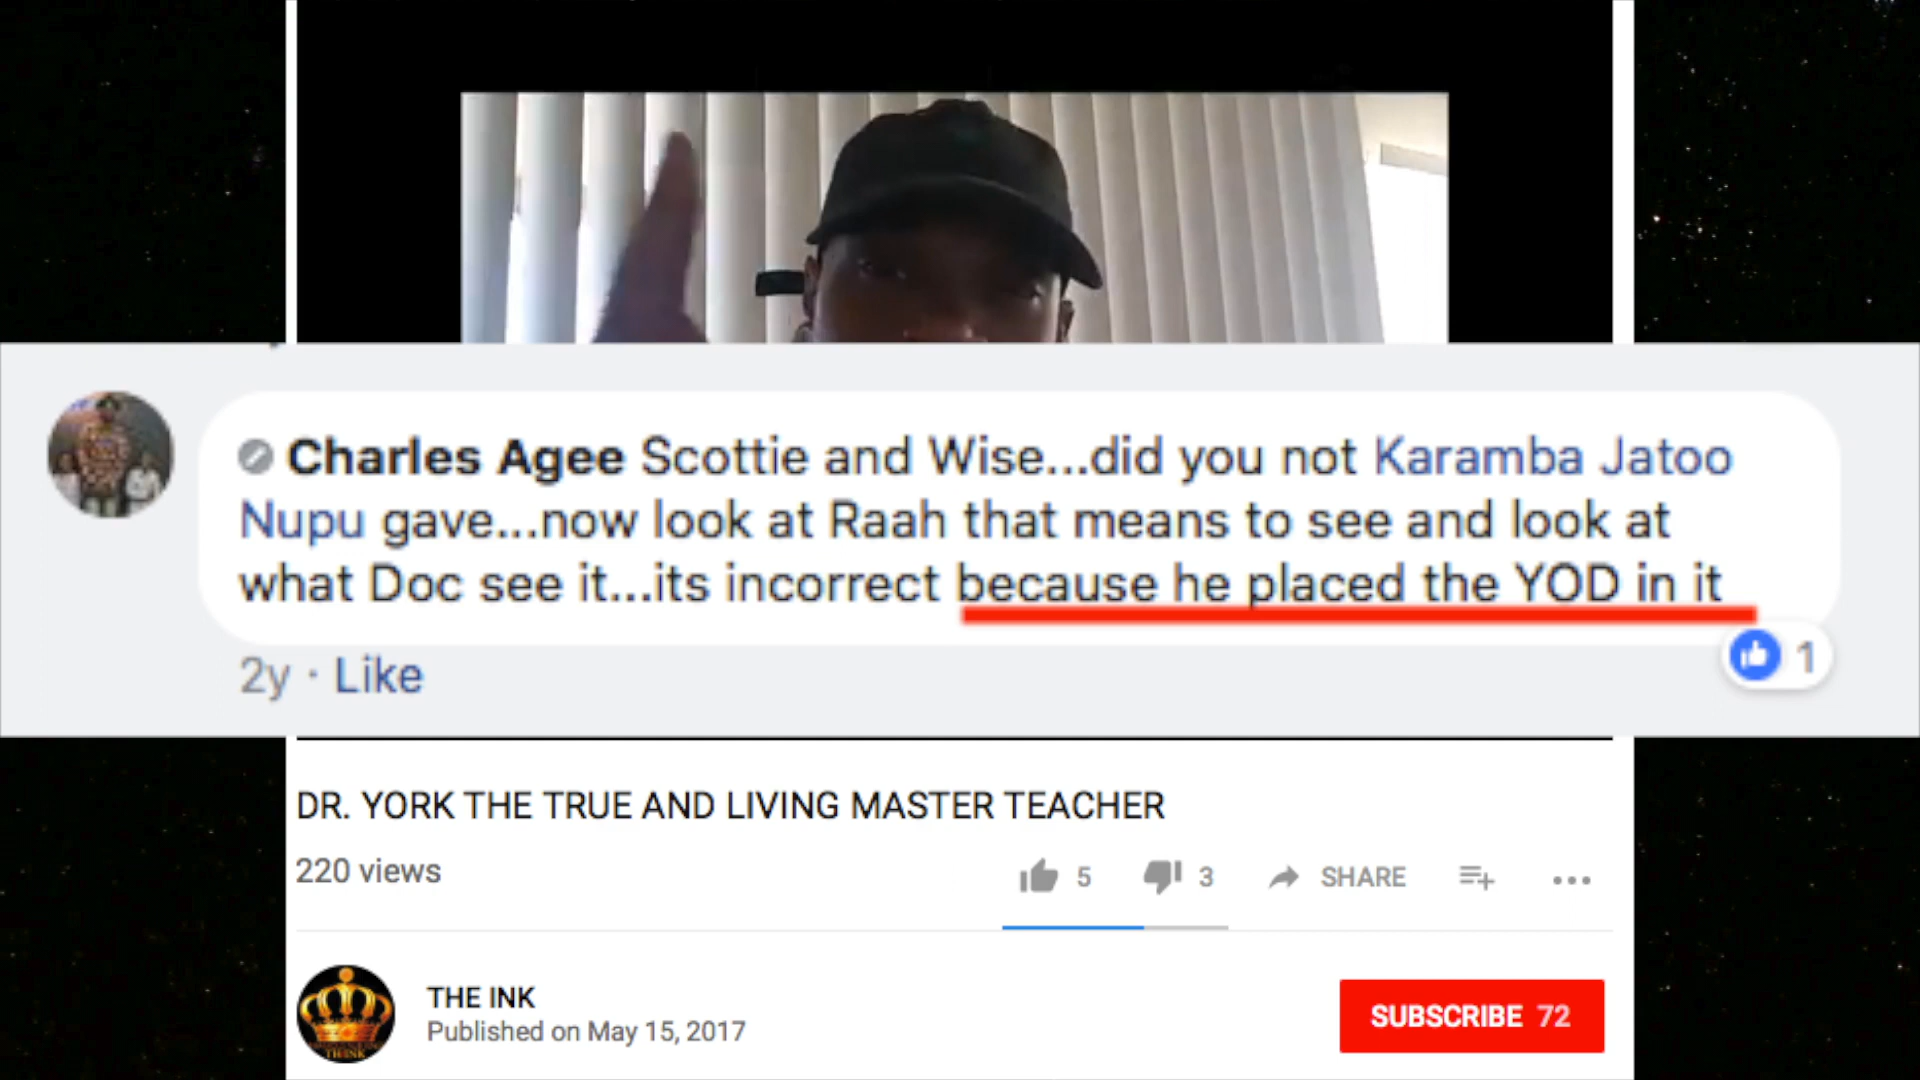 Charles Agee Scottie and Wise...did you not Karamba Jatoo
Nupu gave...now look at Raah that means to see and look at
what Doc see it...its incorrect because he placed the YOD in it
1
2y · Like
DR. YORK THE TRUE AND LIVING MASTER TEACHER
220 views
5
3
SHARE
THE INK
Published on May 15, 2017
SUBSCRIBE 72